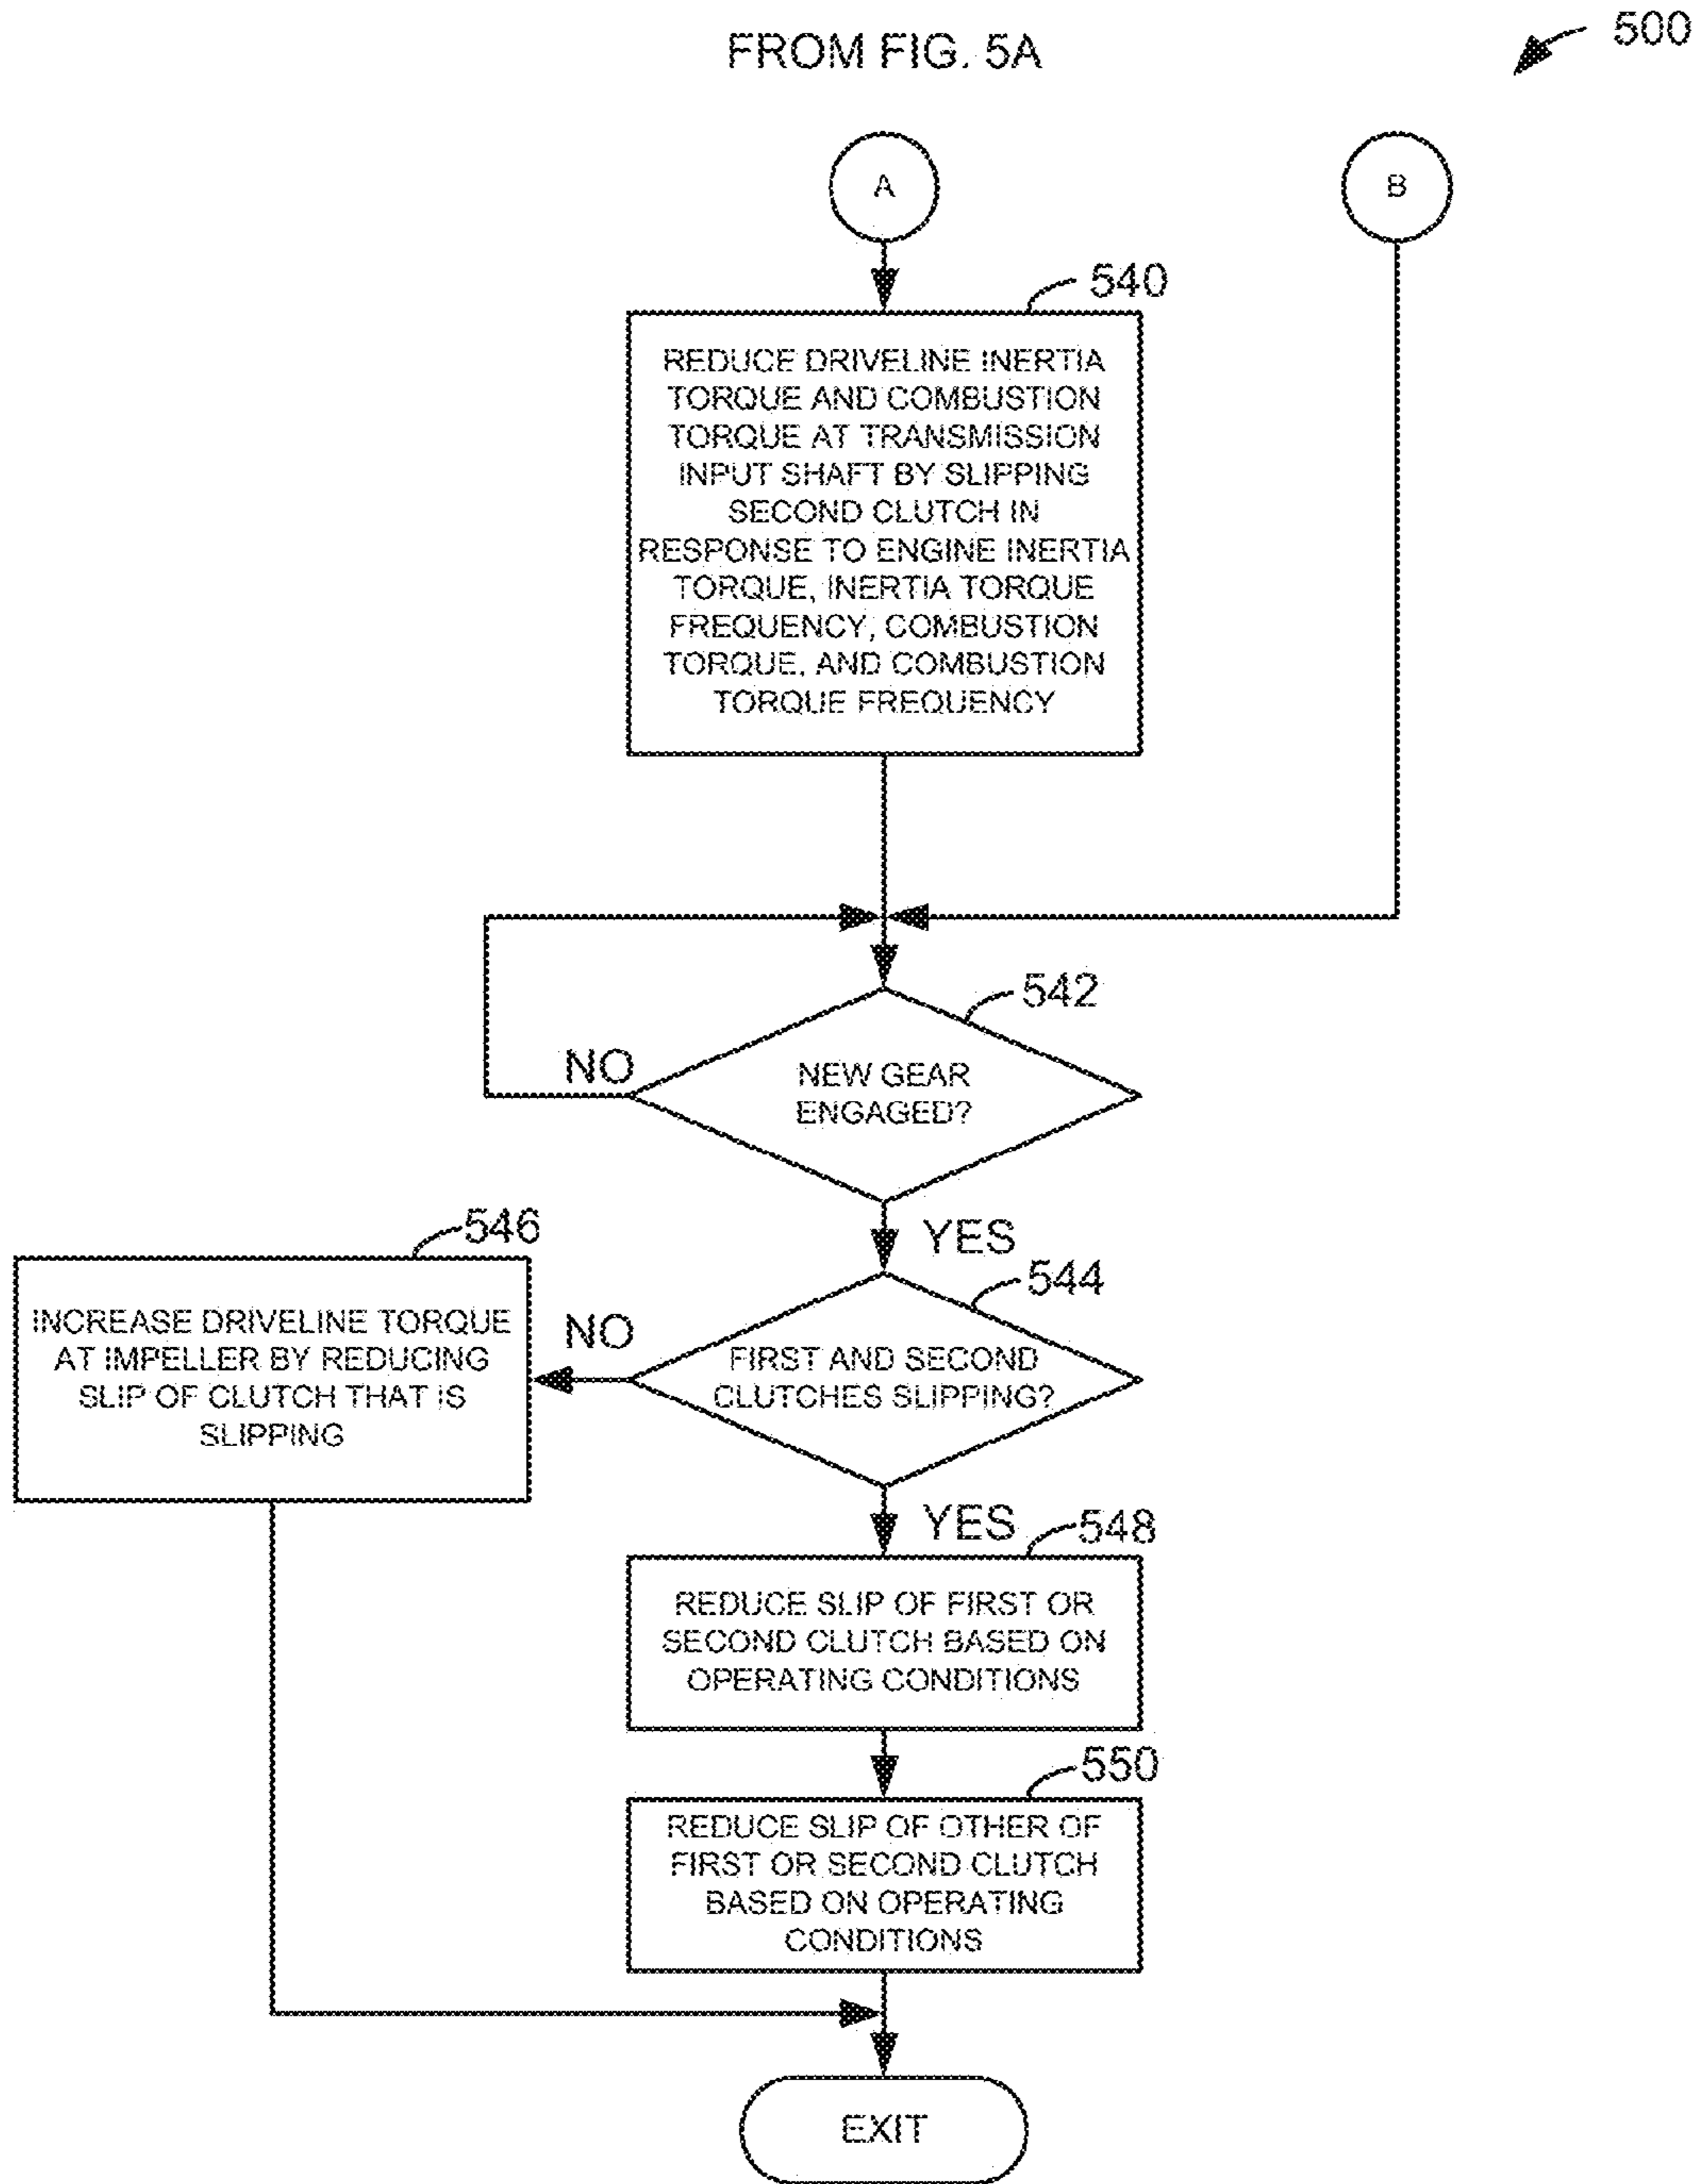 FROM FIG. 5A
500
A
B
540
REDUCE DRIVELINE INERTIA
TORQUE AND COMBUSTION
TORQUE AT TRANSMISSION
INPUT SHAFT BY SLIPPING
SECOND CLUTCH IN
RESPONSE TO ENGINE INERTIA
TORQUE, INERTIA TORQUE
FREQUENCY, COMBUSTION
TORQUE, AND COMBUSTION
TORQUE FREQUENCY
542
NO
NEW GEAR
ENGAGED?
YES
546
544
INCREASE DRIVELINE TORQUE
AT IMPELLER BY REDUCING
SLIP OF CLUTCH THAT IS
SLIPPING
NO
FIRST AND SECOND
CLUTCHES SLIPPING?
YES
548
REDUCE SLIP OF FIRST OR
SECOND CLUTCH BASED ON
OPERATING CONDITIONS
550
REDUCE SLIP OF OTHER OF
FIRST OR SECOND CLUTCH
BASED ON OPERATING
CONDITIONS
EXIT